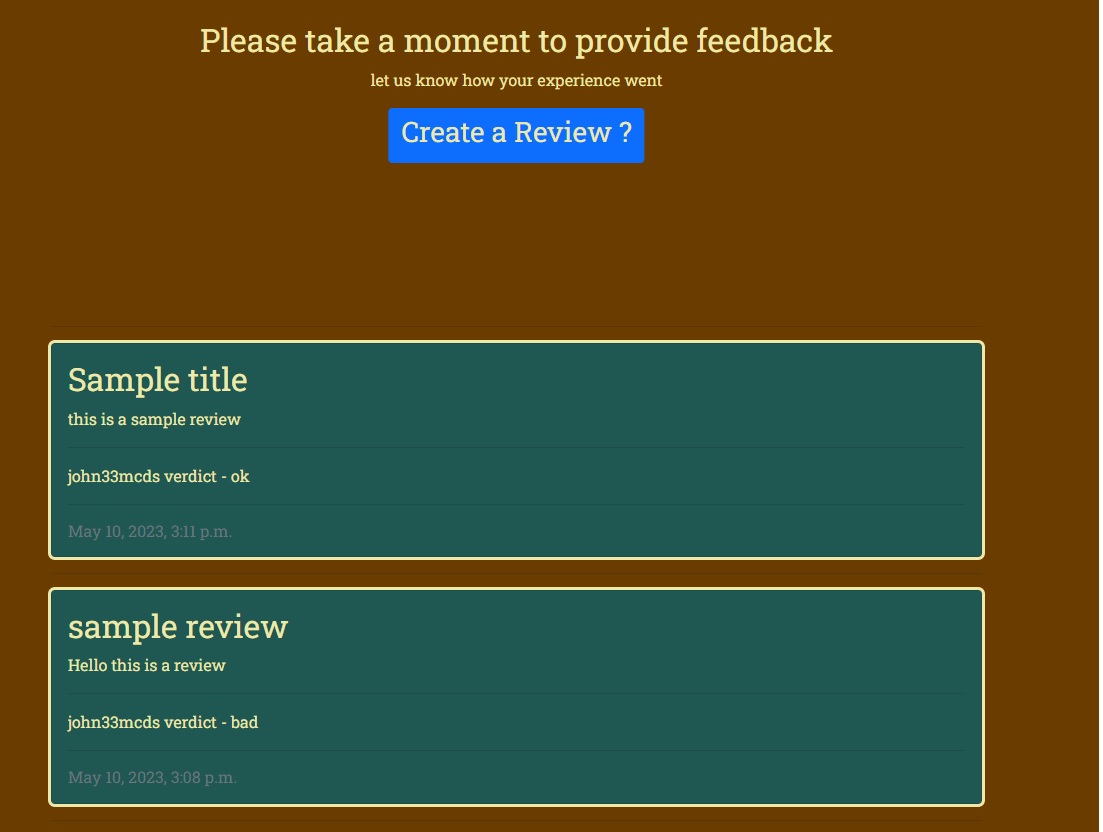 Please take a moment to provide feedback
let us know how your experience went
Create a Review ?
Sample title
this is a sample review
john33mcds verdict - ok
May 10, 2023, 3:11 p.m.
sample review
Hello this is a review
john33mcds verdict - bad
May 10, 2023, 3:08 p.m.